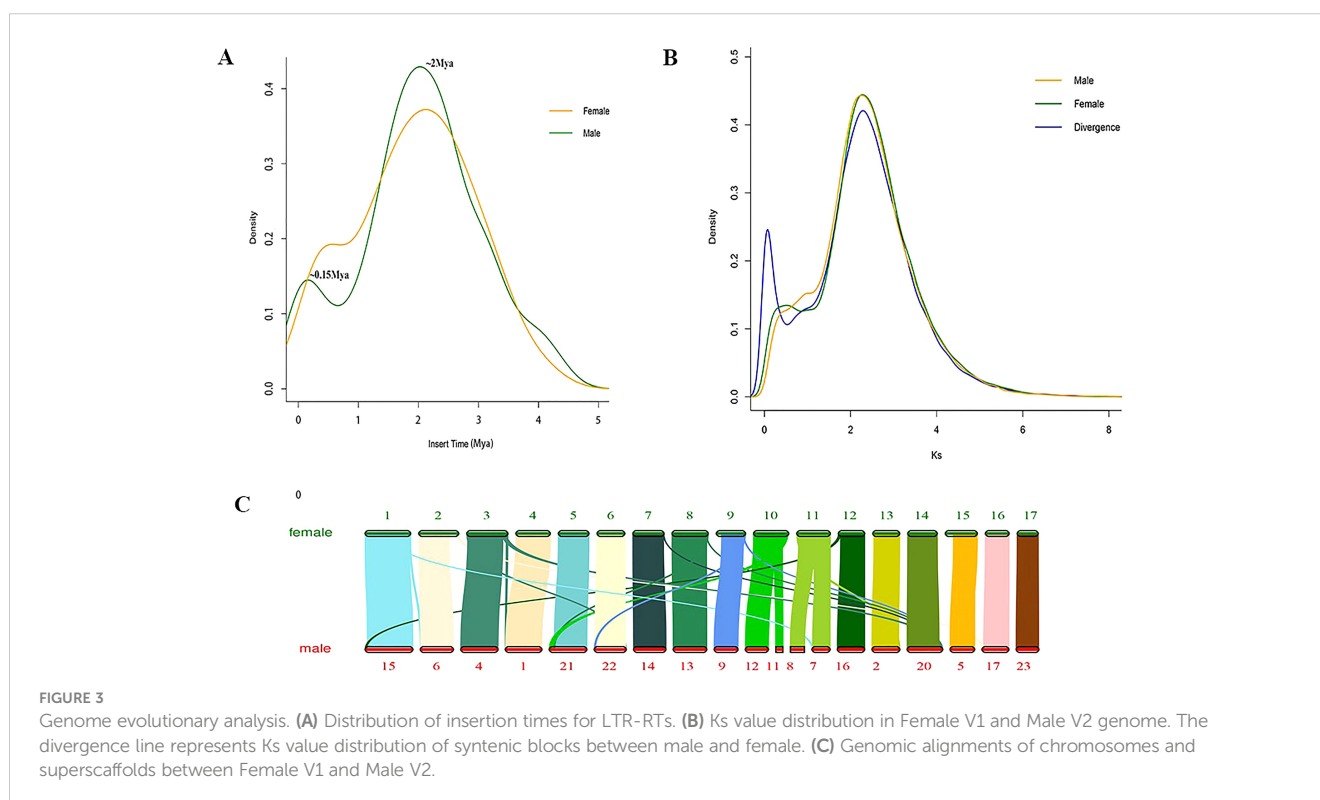 A
B
~2Mya
~0.15Mya
Female
Male
0.4
0.3
0.2
0.1
0.0
Density
0 1 2 3 4 5
Insert Time (Mya)
Male
Female
Divergence
0.5
0.4
0.3
0.2
0.1
0.0
Density
0 2 4 6 8
Ks
C
0
1 2 3 4 5 6 7 8 9 10 11 12 13 14 15 16 17
female
male
15 6 4 1 21 22 14 13 9 12 11 8 7 16 2 20 5 17 23
FIGURE 3
Genome evolutionary analysis. (A) Distribution of insertion times for LTR-RTs. (B) Ks value distribution in Female V1 and Male V2 genome. The
divergence line represents Ks value distribution of syntenic blocks between male and female. (C) Genomic alignments of chromosomes and
superscaffolds between Female V1 and Male V2.